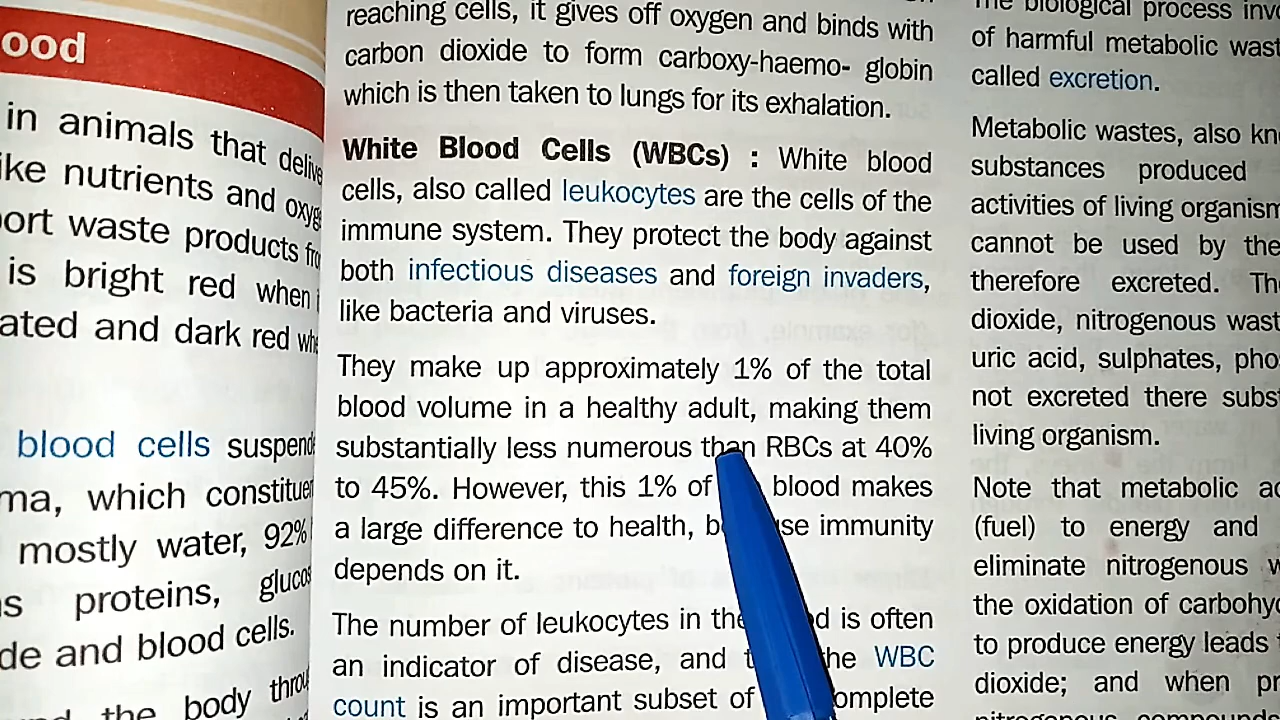 ood
in animals that
ike nutrients and
ort waste products
is bright red when
ated and dark red
blood cells
ma, which
mostly water, 92%
s proteins,
de and blood cells.
the body
reaching cells, it gives off oxygen and binds with
carbon dioxide to form carboxy-haemo- globin
which is then taken to lungs for its exhalation.
White Blood Cells (WBCs) : White blood
cells, also called leukocytes are the cells of the
immune system. They protect the body against
both infectious diseases and foreign invaders,
like bacteria and viruses.
They make up approximately 1% of the total
blood volume in a healthy adult, making them
substantially less numerous than RBCs at 40%
to 45%. However, this 1% of blood makes
a large difference to health, immunity
depends on it.
The number of leukocytes in the is often
an indicator of disease, and the WBC
count is an important subset of
The biological process
of harmful metabolic
called excretion.
Metabolic wastes, also
substances produced
activities of living
cannot be used by
therefore excreted.
dioxide, nitrogenous
uric acid, sulphates,
not excreted there
living organism.
Note that metabolic
(fuel) to energy and
eliminate nitrogenous
the oxidation of
to produce energy leads
dioxide; and when